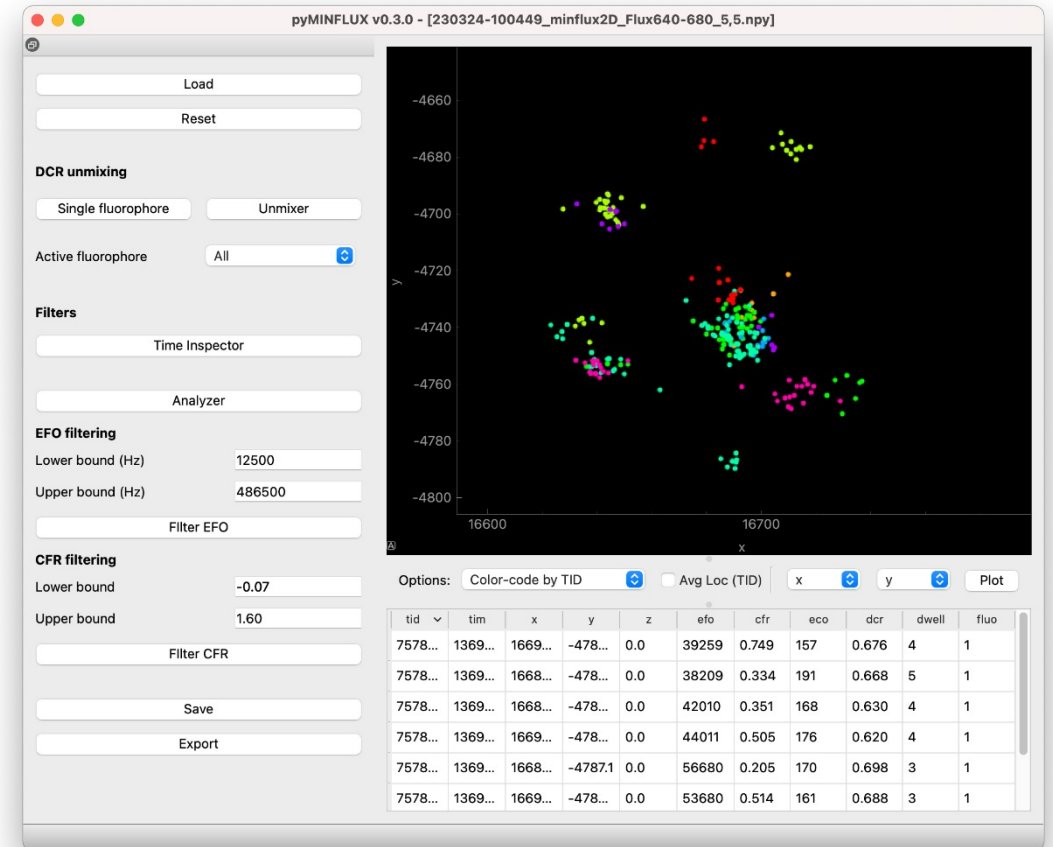 pyMINFLUX v0.3.0 - [230324-100449_minflux2D_Flux640-680_5,5.npy]
Load
Reset
DCR unmixing
Single fluorophore Unmixer
Active fluorophore All
Filters
Time Inspector
Analyzer
EFO filtering
Lower bound (Hz) 12500
Upper bound (Hz) 486500
Filter EFO
CFR filtering
Lower bound -0.07
Upper bound 1.60
Filter CFR
Save
Export
-4660
-4680
-4700
-4720
y
-4740
-4760
-4780
-4800
16600 16700
x
A
Options: Color-code by TID Avg Loc (TID) x y Plot
tid tim x y z efo cfr eco dcr dwell fluo
7578... 1369... 1669... -478... 0.0 39259 0.749 157 0.676 4 1
7578... 1369... 1668... -478... 0.0 38209 0.334 191 0.668 5 1
7578... 1369... 1668... -478... 0.0 42010 0.351 168 0.630 4 1
7578... 1369... 1669... -478... 0.0 44011 0.505 176 0.620 4 1
7578... 1369... 1668... -4787.1 0.0 56680 0.205 170 0.698 3 1
7578... 1369... 1669... -478... 0.0 53680 0.514 161 0.688 3 1